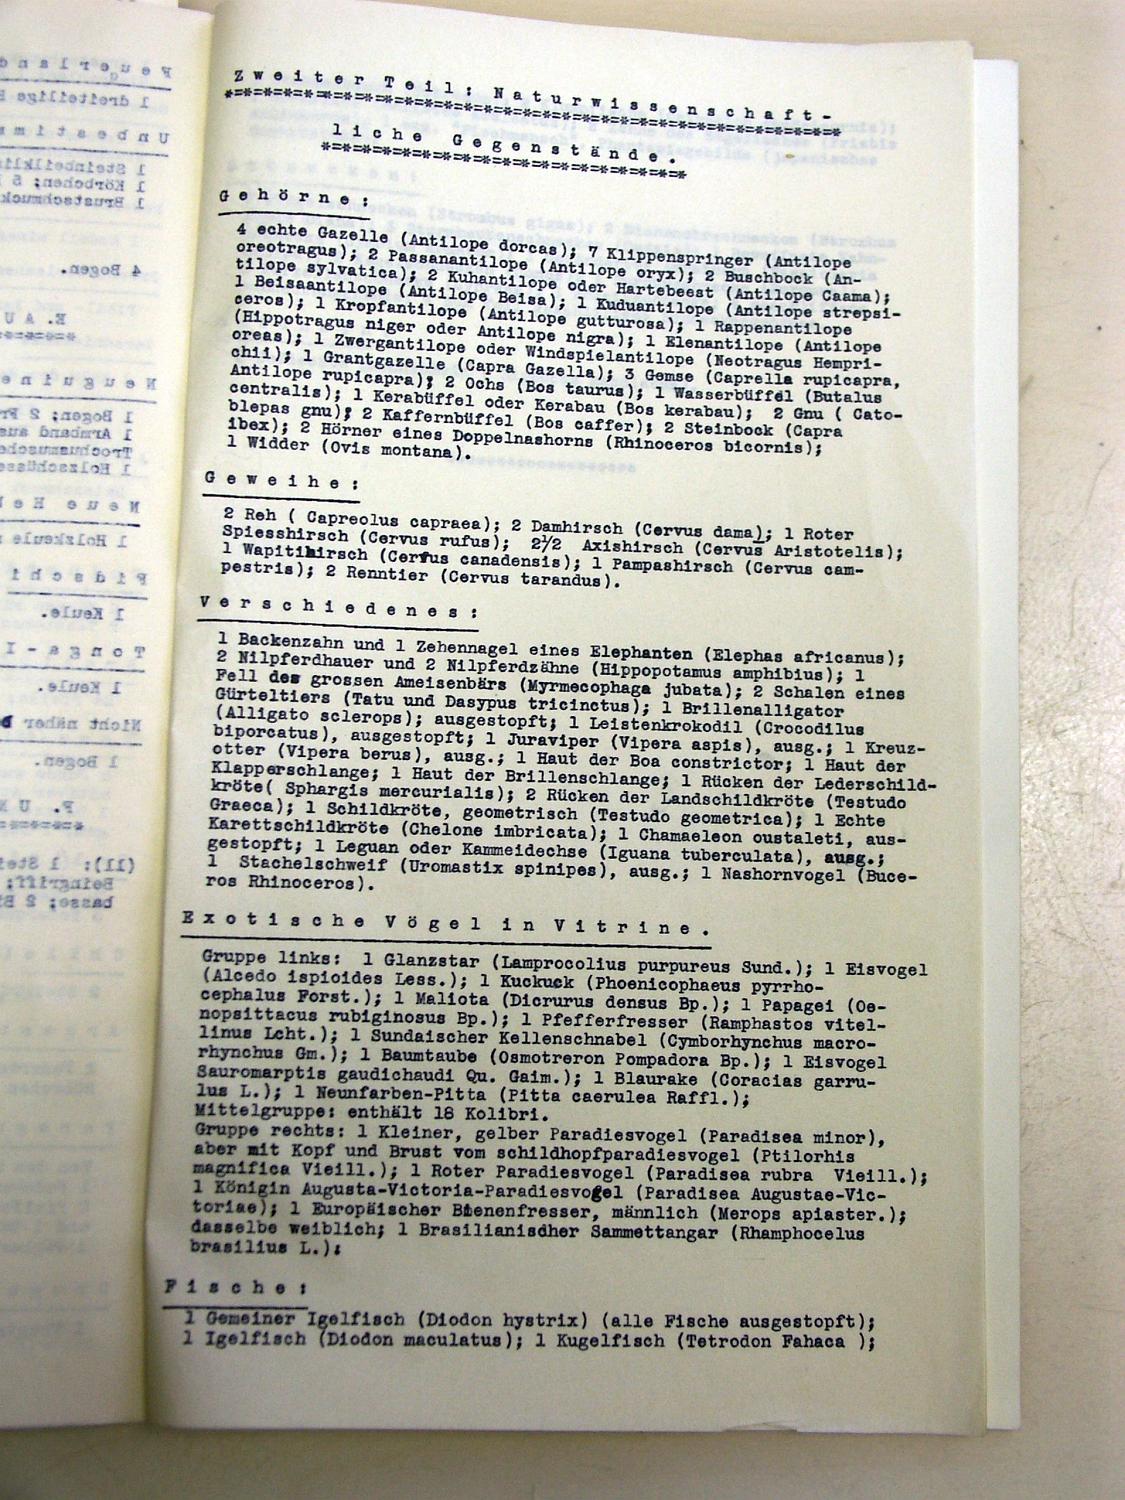 Zweiter Teil: Naturwissenschaft-
*=*=*=*=*=*=*=*=*=*=*=*=*=*=*=*=*=*=*=*=*=*=*=*=*=*
liche Gegenstände.
*=*=*=*=*=*=*=*=*=*=*=*=*=*=*=*=*=*
Gehörne:
4 echte Gazelle (Antilope dorcas); 7 Klippenspringer (Antilope
oreotragus); 2 Passanantilope (Antilope oryx); 2 Buschbock (An-
tilope sylvatica); 2 Kuhantilope oder Hartebeest (Antilope Caama);
1 Beisaantilope (Antilope Beisa); 1 Kuduantilope (Antilope strepsi-
ceros); 1 Kropfantilope (Antilope gutturosa); 1 Rappenantilope
(Hippotragus niger oder Antilope nigra); 1 Elenantilope (Antilope
oreas); 1 Zwergantilope oder Windspielantilope (Neotragus Hempri-
chii); 1 Grantgazelle (Capra Gazella); 3 Gemse (Caprella rupicapra,
Antilope rupicapra); 2 Ochs (Bos taurus); 1 Wasserbüffel (Butalus
centralis); 1 Kerabüffel oder Kerabau (Bos kerabau); 2 Gnu ( Cato-
blepas gnu); 2 Kaffernbüffel (Bos caffer); 2 Steinbock (Capra
ibex); 2 Hörner eines Doppelnashorns (Rhinoceros bicornis);
1 Widder (Ovis montana).
Geweihe:
2 Reh ( Capreolus capraea); 2 Damhirsch (Cervus dama); 1 Roter
Spiesshirsch (Cervus rufus); 2½ Axishirsch (Cervus Aristotelis);
1 Wapitihirsch (Cerfus canadensis); 1 Pampashirsch (Cervus cam-
pestris); 2 Renntier (Cervus tarandus).
Verschiedenes:
1 Backenzahn und 1 Zehennagel eines Elephanten (Elephas africanus);
2 Nilpferdhauer und 2 Nilpferdzähne (Hippopotamus amphibius); 1
Fell des grossen Ameisenbärs (Myrmecophaga jubata); 2 Schalen eines
Gürteltiers (Tatu und Dasypus tricinctus); 1 Brillenalligator
(Alligato sclerops); ausgestopft; 1 Leistenkrokodil (Crocodilus
biporcatus), ausgestopft; 1 Juraviper (Vipera aspis), ausg.; 1 Kreuz-
otter (Vipera berus), ausg.; 1 Haut der Boa constrictor; 1 Haut der
Klapperschlange; 1 Haut der Brillenschlange; 1 Rücken der Lederschild-
kröte( Sphargis mercurialis); 2 Rücken der Landschildkröte (Testudo
Graeca); 1 Schildkröte, geometrisch (Testudo geometrica); 1 Echte
Karettschildkröte (Chelone imbricata); 1 Chamaeleon oustaleti, aus-
gestopft; 1 Leguan oder Kammeidechse (Iguana tuberculata), ausg.;
1 Stachelschweif (Uromastix spinipes), ausg.; 1 Nashornvogel (Buce-
ros Rhinoceros).
Exotische Vögel in Vitrine.
Gruppe links: 1 Glanzstar (Lamprocolius purpureus Sund.); 1 Eisvogel
(Alcedo ispioides Less.); 1 Kuckuck (Phoenicophaeus pyrrho-
cephalus Forst.); 1 Maliota (Dicrurus densus Bp.); 1 Papagei (Oe-
nopsittacus rubiginosus Bp.); 1 Pfefferfresser (Ramphastos vitel-
linus Lcht.); 1 Sundaischer Kellenschnabel (Cymborhynchus macro-
rhynchus Gm.); 1 Baumtaube (Osmotreron Pompadora Bp.); 1 Eisvogel
Sauromarptis gaudichaudi Qu. Gaim.); 1 Blaurake (Coracias garru-
lus L.); 1 Neunfarben-Pitta (Pitta caerulea Raffl.);
Mittelgruppe: enthält 18 Kolibri.
Gruppe rechts: 1 Kleiner, gelber Paradiesvogel (Paradisea minor),
aber mit Kopf und Brust vom schildhopfparadiesvogel (Ptilorhis
magnifica Vieill.); 1 Roter Paradiesvogel (Paradisea rubra Vieill.);
1 Königin Augusta-Victoria-Paradiesvogel (Paradisea Augustae-Vic-
toriae); 1 Europäischer Bienenfresser, männlich (Merops apiaster.);
dasselbe weiblich; 1 Brasilianischer Sammettangar (Rhamphocelus
brasilius L.);
Fische:
1 Gemeiner Igelfisch (Diodon hystrix) (alle Fische ausgestopft);
1 Igelfisch (Diodon maculatus); 1 Kugelfisch (Tetrodon Fahaca );